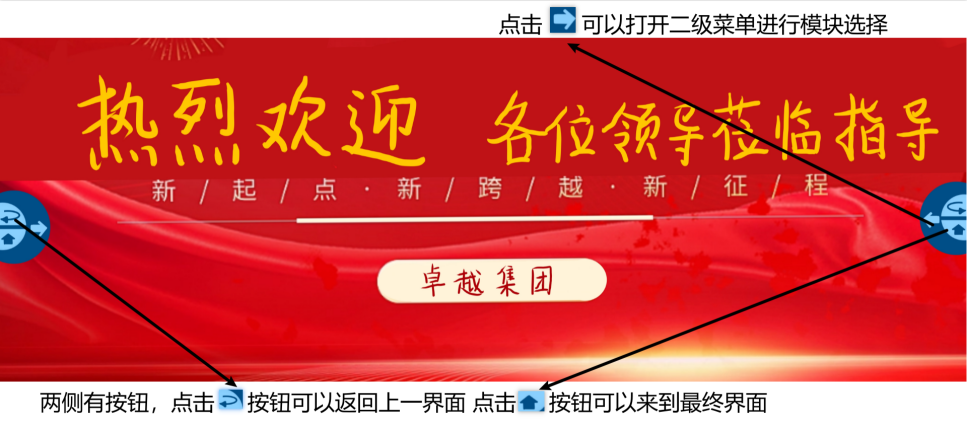 点击 可以打开二级菜单进行模块选择
热烈欢迎 各位领导莅临指导
新/起/点·新/跨/越·新/征/程
卓越集团
两侧有按钮，点击 按钮可以返回上一界面 点击 按钮可以来到最终界面